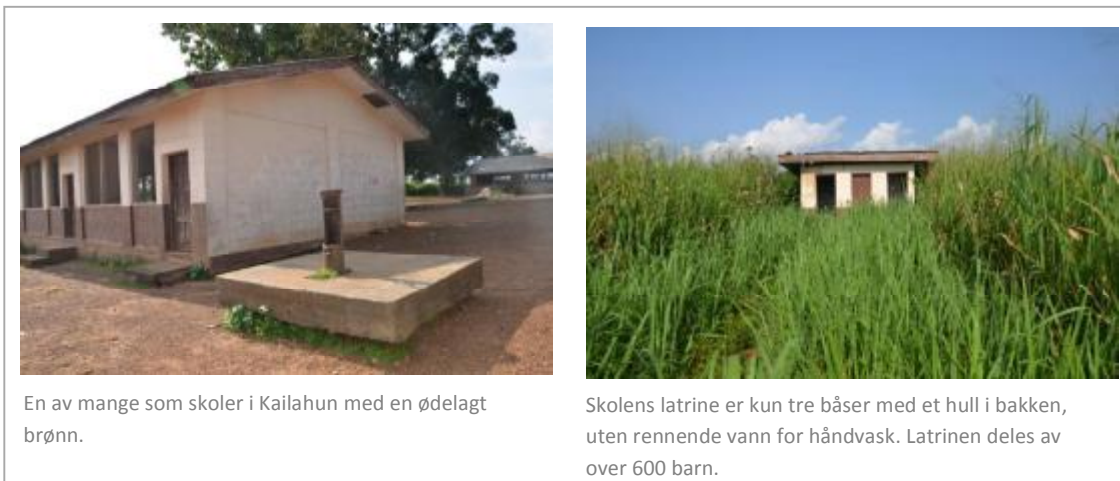 En av mange som skoler i Kailahun med en ødelagt
brønn.
Skolens latrine er kun tre båser med et hull i bakken,
uten rennende vann for håndvask. Latrinen deles av
over 600 barn.